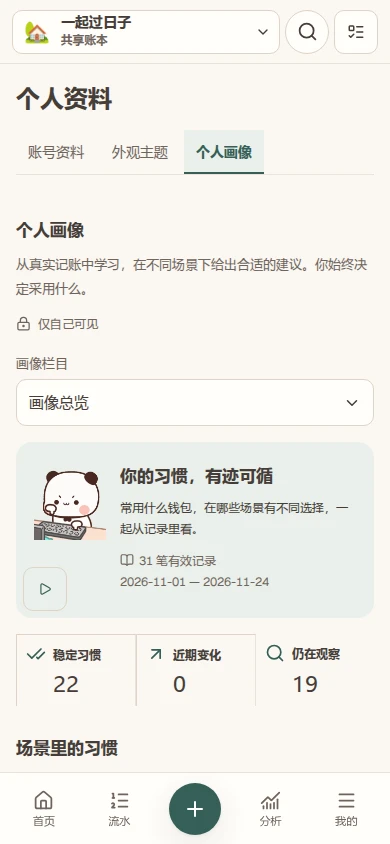 一起过日子
共享账本
个人资料
账号资料
外观主题
个人画像
个人画像
从真实记账中学习，在不同场景下给出合适的建议。你始终决
定采用什么。
仅自己可见
画像栏目
画像总览
你的习惯，有迹可循
常用什么钱包，在哪些场景有不同选择，一
起从记录里看。
31 笔有效记录
2026-11-01 — 2026-11-24
稳定习惯
22
近期变化
0
仍在观察
19
场景里的习惯
首页
流水
分析
我的